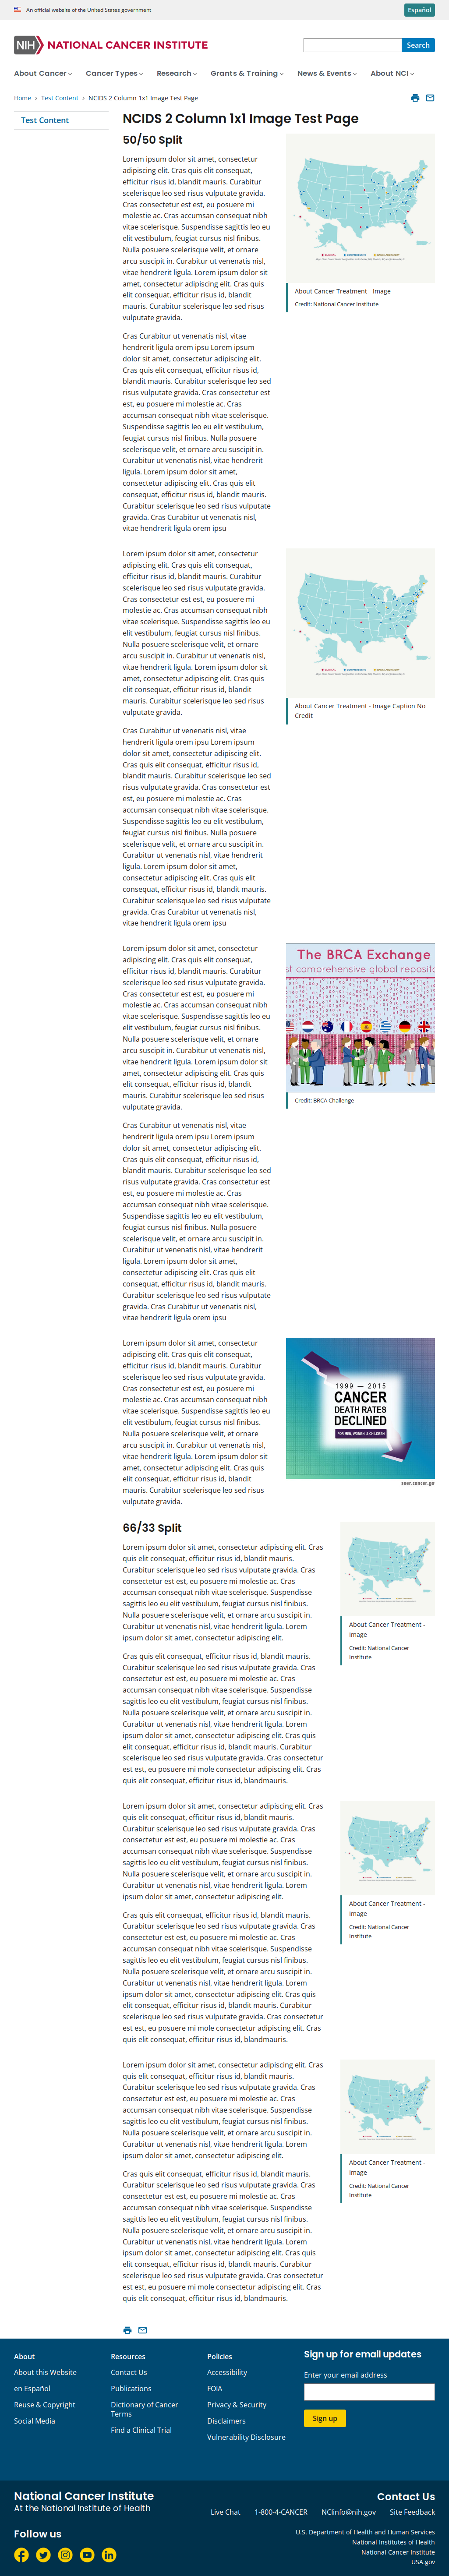 An official website of the United States government
Español
NIH NATIONAL CANCER INSTITUTE
Search
About Cancer
Cancer Types
Research
Grants & Training
News & Events
About NCI
Home
Test Content
NCIDS 2 Column 1x1 Image Test Page
Test Content
NCIDS 2 Column 1x1 Image Test Page
50/50 Split
Lorem ipsum dolor sit amet, consectetur
adipiscing elit. Cras quis elit consequat,
efficitur risus id, blandit mauris. Curabitur
scelerisque leo sed risus vulputate gravida.
Cras consectetur est est, eu posuere mi
molestie ac. Cras accumsan consequat nibh
vitae scelerisque. Suspendisse sagittis leo eu
elit vestibulum, feugiat cursus nisl finibus.
Nulla posuere scelerisque velit, et ornare
arcu suscipit in. Curabitur ut venenatis nisl,
vitae hendrerit ligula. Lorem ipsum dolor sit
amet, consectetur adipiscing elit. Cras quis
elit consequat, efficitur risus id, blandit
mauris. Curabitur scelerisque leo sed risus
vulputate gravida.
Cras Curabitur ut venenatis nisl, vitae
hendrerit ligula orem ipsu Lorem ipsum
dolor sit amet, consectetur adipiscing elit.
Cras quis elit consequat, efficitur risus id,
blandit mauris. Curabitur scelerisque leo sed
risus vulputate gravida. Cras consectetur est
est, eu posuere mi molestie ac. Cras
accumsan consequat nibh vitae scelerisque.
Suspendisse sagittis leo eu elit vestibulum,
feugiat cursus nisl finibus. Nulla posuere
scelerisque velit, et ornare arcu suscipit in.
Curabitur ut venenatis nisl, vitae hendrerit
ligula. Lorem ipsum dolor sit amet,
consectetur adipiscing elit. Cras quis elit
consequat, efficitur risus id, blandit mauris.
Curabitur scelerisque leo sed risus vulputate
gravida. Cras Curabitur ut venenatis nisl,
vitae hendrerit ligula orem ipsu
About Cancer Treatment - Image
Credit: National Cancer Institute
Lorem ipsum dolor sit amet, consectetur
adipiscing elit. Cras quis elit consequat,
efficitur risus id, blandit mauris. Curabitur
scelerisque leo sed risus vulputate gravida.
Cras consectetur est est, eu posuere mi
molestie ac. Cras accumsan consequat nibh
vitae scelerisque. Suspendisse sagittis leo eu
elit vestibulum, feugiat cursus nisl finibus.
Nulla posuere scelerisque velit, et ornare
arcu suscipit in. Curabitur ut venenatis nisl,
vitae hendrerit ligula. Lorem ipsum dolor sit
amet, consectetur adipiscing elit. Cras quis
elit consequat, efficitur risus id, blandit
mauris. Curabitur scelerisque leo sed risus
vulputate gravida.
Cras Curabitur ut venenatis nisl, vitae
hendrerit ligula orem ipsu Lorem ipsum
dolor sit amet, consectetur adipiscing elit.
Cras quis elit consequat, efficitur risus id,
blandit mauris. Curabitur scelerisque leo sed
risus vulputate gravida. Cras consectetur est
est, eu posuere mi molestie ac. Cras
accumsan consequat nibh vitae scelerisque.
Suspendisse sagittis leo eu elit vestibulum,
feugiat cursus nisl finibus. Nulla posuere
scelerisque velit, et ornare arcu suscipit in.
Curabitur ut venenatis nisl, vitae hendrerit
ligula. Lorem ipsum dolor sit amet,
consectetur adipiscing elit. Cras quis elit
consequat, efficitur risus id, blandit mauris.
Curabitur scelerisque leo sed risus vulputate
gravida. Cras Curabitur ut venenatis nisl,
vitae hendrerit ligula orem ipsu
About Cancer Treatment - Image Caption No
Credit
Lorem ipsum dolor sit amet, consectetur
adipiscing elit. Cras quis elit consequat,
efficitur risus id, blandit mauris. Curabitur
scelerisque leo sed risus vulputate gravida.
Cras consectetur est est, eu posuere mi
molestie ac. Cras accumsan consequat nibh
vitae scelerisque. Suspendisse sagittis leo eu
elit vestibulum, feugiat cursus nisl finibus.
Nulla posuere scelerisque velit, et ornare
arcu suscipit in. Curabitur ut venenatis nisl,
vitae hendrerit ligula. Lorem ipsum dolor sit
amet, consectetur adipiscing elit. Cras quis
elit consequat, efficitur risus id, blandit
mauris. Curabitur scelerisque leo sed risus
vulputate gravida.
Cras Curabitur ut venenatis nisl, vitae
hendrerit ligula orem ipsu Lorem ipsum
dolor sit amet, consectetur adipiscing elit.
Cras quis elit consequat, efficitur risus id,
blandit mauris. Curabitur scelerisque leo sed
risus vulputate gravida. Cras consectetur est
est, eu posuere mi molestie ac. Cras
accumsan consequat nibh vitae scelerisque.
Suspendisse sagittis leo eu elit vestibulum,
feugiat cursus nisl finibus. Nulla posuere
scelerisque velit, et ornare arcu suscipit in.
Curabitur ut venenatis nisl, vitae hendrerit
ligula. Lorem ipsum dolor sit amet,
consectetur adipiscing elit. Cras quis elit
consequat, efficitur risus id, blandit mauris.
Curabitur scelerisque leo sed risus vulputate
gravida. Cras Curabitur ut venenatis nisl,
vitae hendrerit ligula orem ipsu
The BRCA Exchange
st comprehensive global reposito
Credit: BRCA Challenge
Lorem ipsum dolor sit amet, consectetur
adipiscing elit. Cras quis elit consequat,
efficitur risus id, blandit mauris. Curabitur
scelerisque leo sed risus vulputate gravida.
Cras consectetur est est, eu posuere mi
molestie ac. Cras accumsan consequat nibh
vitae scelerisque. Suspendisse sagittis leo eu
elit vestibulum, feugiat cursus nisl finibus.
Nulla posuere scelerisque velit, et ornare
arcu suscipit in. Curabitur ut venenatis nisl,
vitae hendrerit ligula. Lorem ipsum dolor sit
amet, consectetur adipiscing elit. Cras quis
elit consequat, efficitur risus id, blandit
mauris. Curabitur scelerisque leo sed risus
vulputate gravida.
1999 – 2015
CANCER
DEATH RATES
DECLINED
FOR MEN, WOMEN, & CHILDREN
seer.cancer.go
66/33 Split
Lorem ipsum dolor sit amet, consectetur adipiscing elit. Cras
quis elit consequat, efficitur risus id, blandit mauris.
Curabitur scelerisque leo sed risus vulputate gravida. Cras
consectetur est est, eu posuere mi molestie ac. Cras
accumsan consequat nibh vitae scelerisque. Suspendisse
sagittis leo eu elit vestibulum, feugiat cursus nisl finibus.
Nulla posuere scelerisque velit, et ornare arcu suscipit in.
Curabitur ut venenatis nisl, vitae hendrerit ligula. Lorem
ipsum dolor sit amet, consectetur adipiscing elit.
Cras quis elit consequat, efficitur risus id, blandit mauris.
Curabitur scelerisque leo sed risus vulputate gravida. Cras
consectetur est est, eu posuere mi molestie ac. Cras
accumsan consequat nibh vitae scelerisque. Suspendisse
sagittis leo eu elit vestibulum, feugiat cursus nisl finibus.
Nulla posuere scelerisque velit, et ornare arcu suscipit in.
Curabitur ut venenatis nisl, vitae hendrerit ligula. Lorem
ipsum dolor sit amet, consectetur adipiscing elit. Cras quis
elit consequat, efficitur risus id, blandit mauris. Curabitur
scelerisque leo sed risus vulputate gravida. Cras consectetur
est, eu posuere mi mole consectetur adipiscing elit. Cras
quis elit consequat, efficitur risus id, blandmauris.
About Cancer Treatment -
Image
Credit: National Cancer
Institute
Lorem ipsum dolor sit amet, consectetur adipiscing elit. Cras
quis elit consequat, efficitur risus id, blandit mauris.
Curabitur scelerisque leo sed risus vulputate gravida. Cras
consectetur est est, eu posuere mi molestie ac. Cras
accumsan consequat nibh vitae scelerisque. Suspendisse
sagittis leo eu elit vestibulum, feugiat cursus nisl finibus.
Nulla posuere scelerisque velit, et ornare arcu suscipit in.
Curabitur ut venenatis nisl, vitae hendrerit ligula. Lorem
ipsum dolor sit amet, consectetur adipiscing elit.
Cras quis elit consequat, efficitur risus id, blandit mauris.
Curabitur scelerisque leo sed risus vulputate gravida. Cras
consectetur est est, eu posuere mi molestie ac. Cras
accumsan consequat nibh vitae scelerisque. Suspendisse
sagittis leo eu elit vestibulum, feugiat cursus nisl finibus.
Nulla posuere scelerisque velit, et ornare arcu suscipit in.
Curabitur ut venenatis nisl, vitae hendrerit ligula. Lorem
ipsum dolor sit amet, consectetur adipiscing elit. Cras quis
elit consequat, efficitur risus id, blandit mauris. Curabitur
scelerisque leo sed risus vulputate gravida. Cras consectetur
est, eu posuere mi mole consectetur adipiscing elit. Cras
quis elit consequat, efficitur risus id, blandmauris.
About Cancer Treatment -
Image
Credit: National Cancer
Institute
Lorem ipsum dolor sit amet, consectetur adipiscing elit. Cras
quis elit consequat, efficitur risus id, blandit mauris.
Curabitur scelerisque leo sed risus vulputate gravida. Cras
consectetur est est, eu posuere mi molestie ac. Cras
accumsan consequat nibh vitae scelerisque. Suspendisse
sagittis leo eu elit vestibulum, feugiat cursus nisl finibus.
Nulla posuere scelerisque velit, et ornare arcu suscipit in.
Curabitur ut venenatis nisl, vitae hendrerit ligula. Lorem
ipsum dolor sit amet, consectetur adipiscing elit.
Cras quis elit consequat, efficitur risus id, blandit mauris.
Curabitur scelerisque leo sed risus vulputate gravida. Cras
consectetur est est, eu posuere mi molestie ac. Cras
accumsan consequat nibh vitae scelerisque. Suspendisse
sagittis leo eu elit vestibulum, feugiat cursus nisl finibus.
Nulla posuere scelerisque velit, et ornare arcu suscipit in.
Curabitur ut venenatis nisl, vitae hendrerit ligula. Lorem
ipsum dolor sit amet, consectetur adipiscing elit. Cras quis
elit consequat, efficitur risus id, blandit mauris. Curabitur
scelerisque leo sed risus vulputate gravida. Cras consectetur
est, eu posuere mi mole consectetur adipiscing elit. Cras
quis elit consequat, efficitur risus id, blandmauris.
About Cancer Treatment -
Image
Credit: National Cancer
Institute
About
About this Website
en Español
Reuse & Copyright
Social Media
Resources
Contact Us
Publications
Dictionary of Cancer
Terms
Find a Clinical Trial
Policies
Accessibility
FOIA
Privacy & Security
Disclaimers
Vulnerability Disclosure
Sign up for email updates
Enter your email address
Sign up
National Cancer Institute
At the National Institute of Health
Contact Us
Live Chat
1-800-4-CANCER
NCIinfo@nih.gov
Site Feedback
Follow us
U.S. Department of Health and Human Services
National Institutes of Health
National Cancer Institute
USA.gov